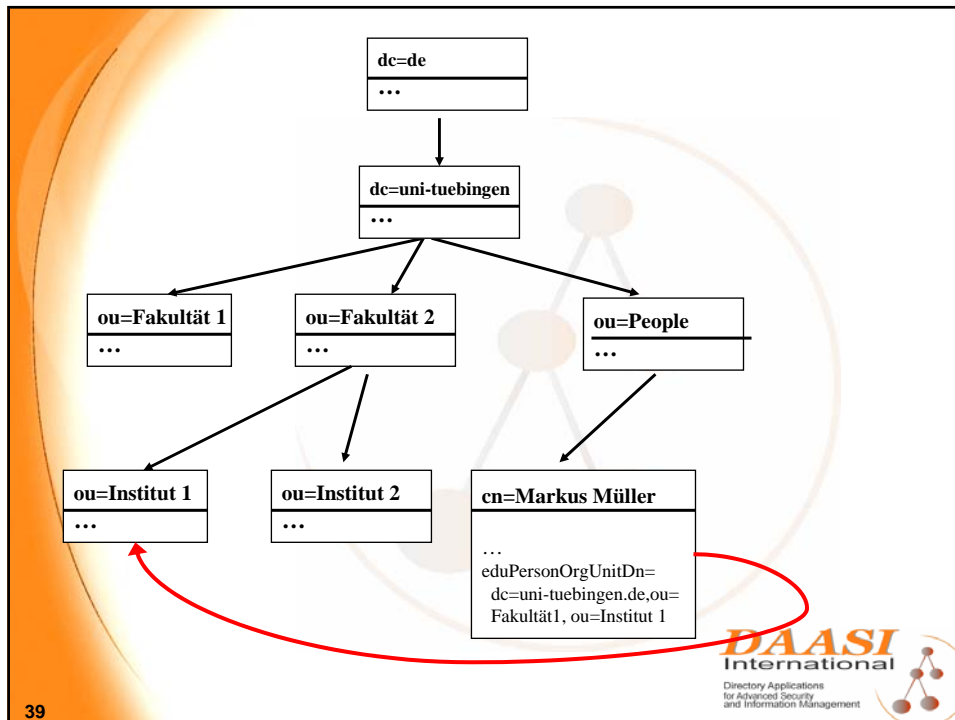 dc=de
…
dc=uni-tuebingen
…
ou=Fakultät 1
…
ou=Fakultät 2
…
ou=People
…
ou=Institut 1
…
ou=Institut 2
…
cn=Markus Müller
…
eduPersonOrgUnitDn=
dc=uni-tuebingen.de,ou=
Fakultät1, ou=Institut 1
DAASI
International
Directory Applications
for Advanced Security
and Information Management
39